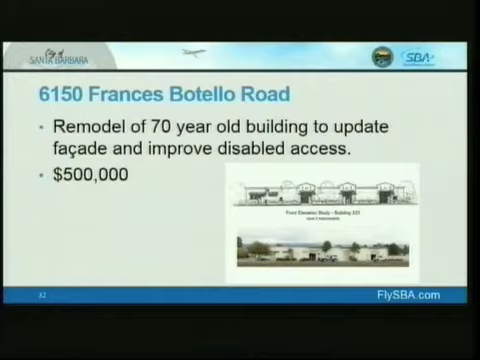 City of
SANTA BARBARA
SBA
6150 Frances Botello Road
• Remodel of 70 year old building to update
façade and improve disabled access.
• $500,000
Front Elevation Study - Building 223
32
FlySBA.com